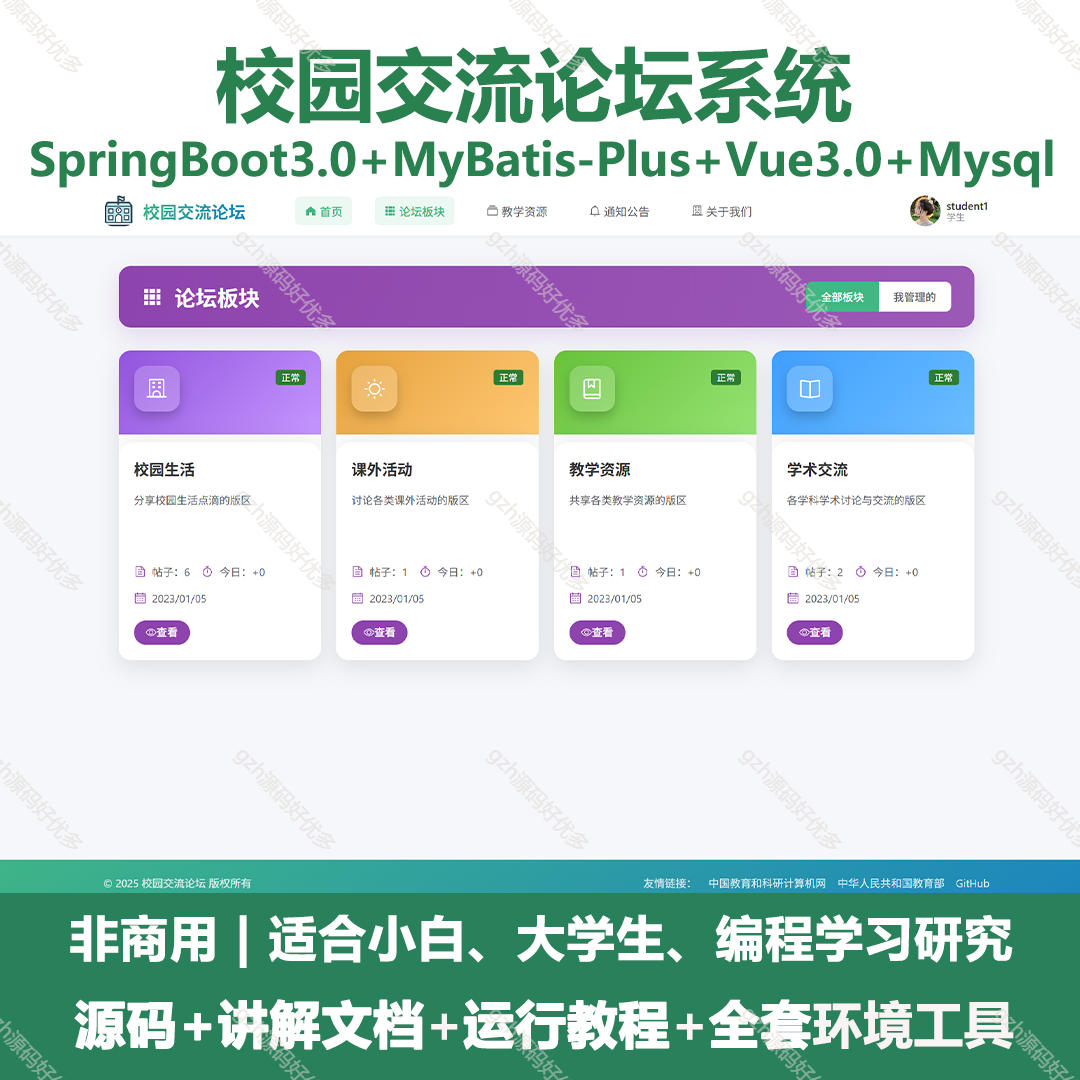 校园交流论坛系统
SpringBoot3.0+MyBatis-Plus+Vue3.0+Mysql
校园交流论坛 首页 论坛板块 教学资源 通知公告 关于我们 student1
学生
论坛板块 全部板块 我管理的
正常 正常 正常 正常
校园生活 课外活动 教学资源 学术交流
分享校园生活点滴的版区 讨论各类课外活动的版区 共享各类教学资源的版区 各学科学术讨论与交流的版区
帖子：6 今日：+0 帖子：1 今日：+0 帖子：1 今日：+0 帖子：2 今日：+0
2023/01/05 2023/01/05 2023/01/05 2023/01/05
查看 查看 查看 查看
© 2025 校园交流论坛 版权所有 友情链接： 中国教育和科研计算机网 中华人民共和国教育部 GitHub
非商用｜适合小白、大学生、编程学习研究
源码+讲解文档+运行教程+全套环境工具
gzh源码好优多